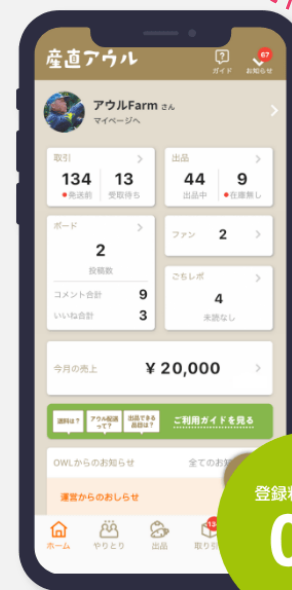 産直アウル
ガイド
67
お知らせ
アウルFarm さん
マイページへ
取引
134
13
発送前
受取待ち
出品
44
9
出品中
在庫無し
ボード
2
投稿数
コメント合計 9
いいね合計 3
ファン 2
ごちレポ
4
未読なし
今月の売上 ¥20,000
送料は?
アウル配送って?
出品できる品目は?
ご利用ガイドを見る
OWLからのお知らせ
全てのお知
運営からのおしらせ
ホーム
やりとり
出品
取り引
登録料
0